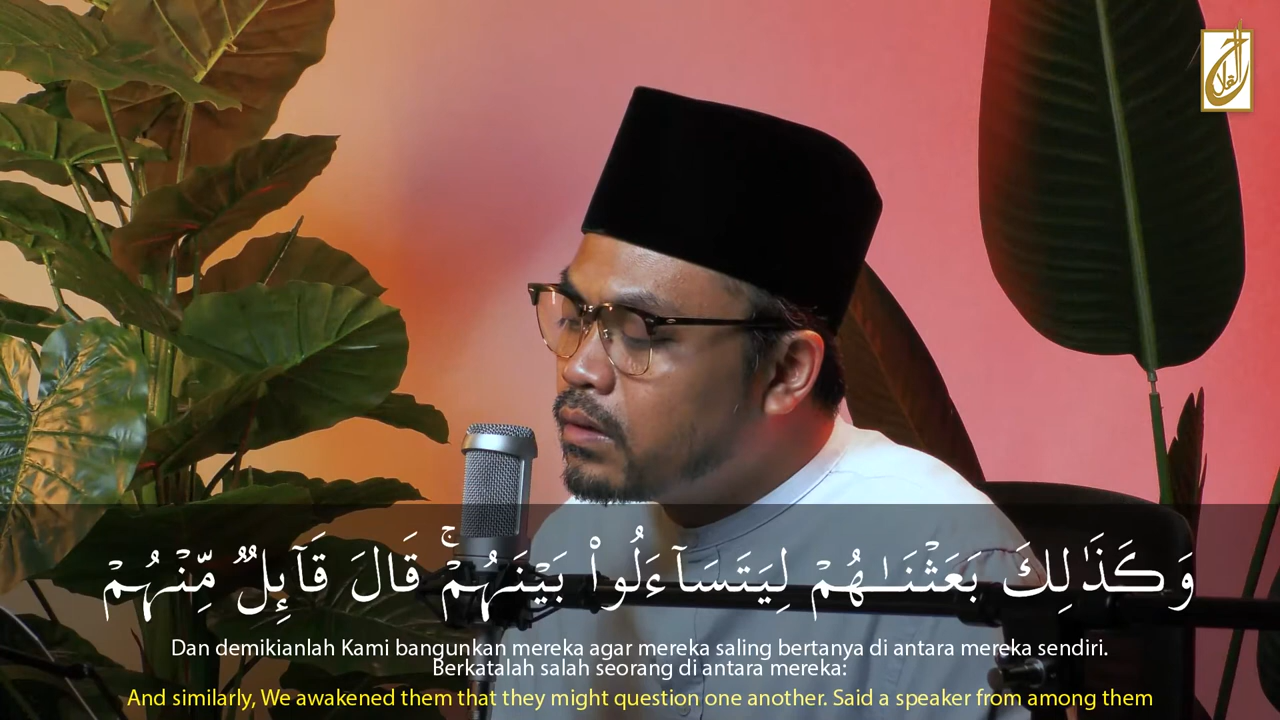 وَكَذَٰلِكَ بَعَثْنَـٰهُمْ لِيَتَسَآءَلُوا۟ بَيْنَهُمْ ۚ قَالَ قَآئِلٌ مِّنْهُمْ
Dan demikianlah Kami bangunkan mereka agar mereka saling bertanya di antara mereka sendiri.
Berkatalah salah seorang di antara mereka:
And similarly, We awakened them that they might question one another. Said a speaker from among them